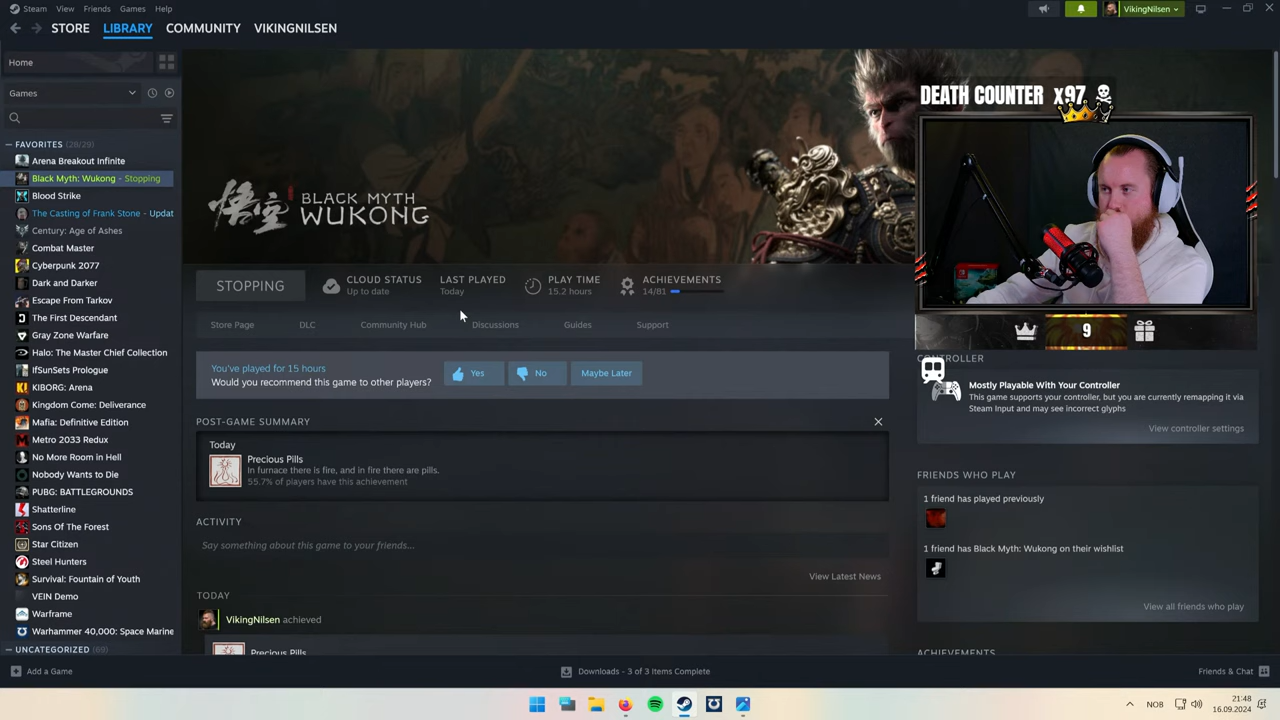 Steam View Friends Games Help
VikingNilsen
STORE LIBRARY COMMUNITY VIKINGNILSEN
Home
Games
FAVORITES (28/29)
Arena Breakout Infinite
Black Myth: Wukong - Stopping
Blood Strike
The Casting of Frank Stone - Updat
Century: Age of Ashes
Combat Master
Cyberpunk 2077
Dark and Darker
Escape From Tarkov
The First Descendant
Gray Zone Warfare
Halo: The Master Chief Collection
IfSunSets Prologue
KIBORG: Arena
Kingdom Come: Deliverance
Mafia: Definitive Edition
Metro 2033 Redux
No More Room in Hell
Nobody Wants to Die
PUBG: BATTLEGROUNDS
Shatterline
Sons Of The Forest
Star Citizen
Steel Hunters
Survival: Fountain of Youth
VEIN Demo
Warframe
Warhammer 40,000: Space Marine
UNCATEGORIZED (69)
悟空
BLACK MYTH
WUKONG
DEATH COUNTER x97
9
STOPPING
CLOUD STATUS
Up to date
LAST PLAYED
Today
PLAY TIME
15.2 hours
ACHIEVEMENTS
14/81
Store Page DLC Community Hub Discussions Guides Support
You've played for 15 hours
Would you recommend this game to other players?
Yes No Maybe Later
POST-GAME SUMMARY
Today
Precious Pills
In furnace there is fire, and in fire there are pills.
55.7% of players have this achievement
ACTIVITY
Say something about this game to your friends...
View Latest News
TODAY
VikingNilsen achieved
Precious Pills
CONTROLLER
Mostly Playable With Your Controller
This game supports your controller, but you are currently remapping it via
Steam Input and may see incorrect glyphs
View controller settings
FRIENDS WHO PLAY
1 friend has played previously
1 friend has Black Myth: Wukong on their wishlist
View all friends who play
ACHIEVEMENTS
Add a Game
Downloads - 3 of 3 Items Complete
Friends & Chat
NOB
21:48
16.09.2024